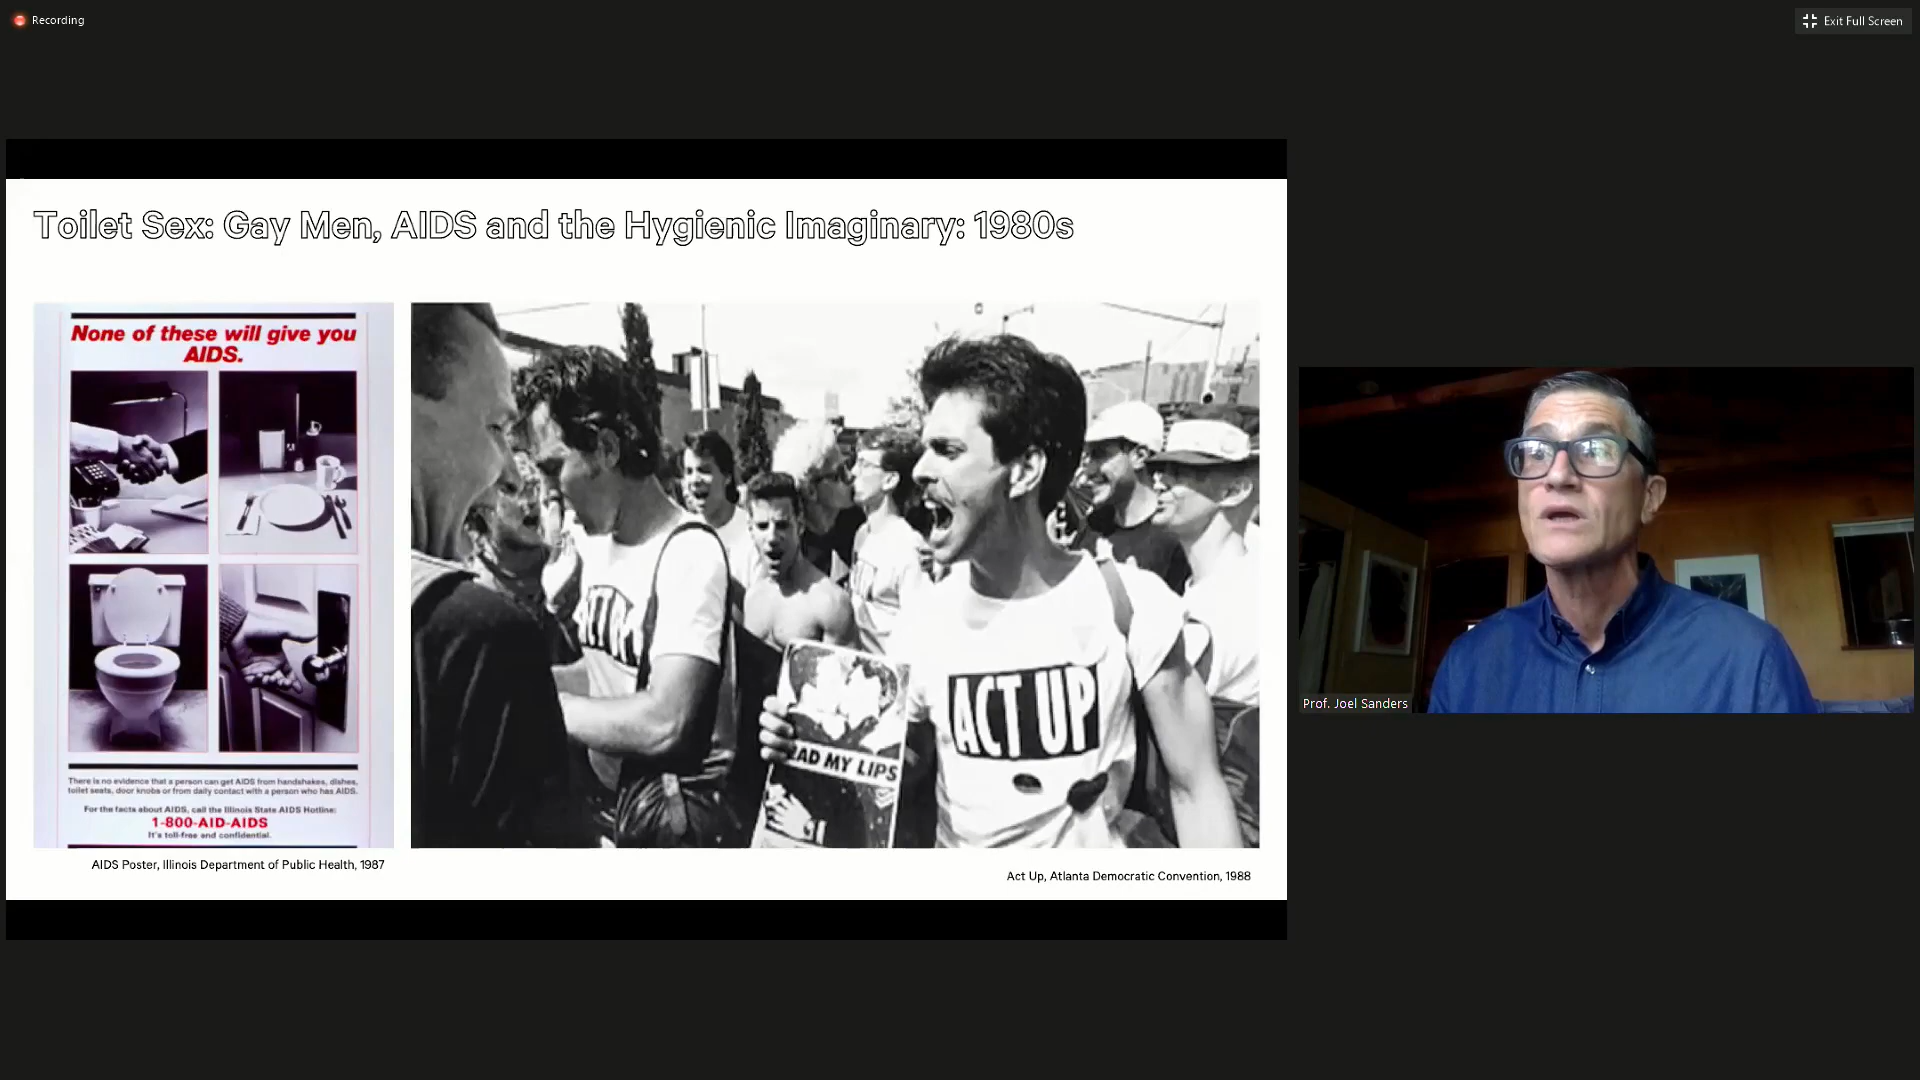 Recording
Exit Full Screen
Toilet Sex: Gay Men, AIDS and the Hygienic Imaginary: 1980s
None of these will give you
AIDS.
There is no evidence that a person can get AIDS from handshakes, dishes,
toilet seats, door knobs or from daily contact with a person who has AIDS.
For the facts about AIDS, call the Illinois State AIDS Hotline:
1-800-AID-AIDS
It's toll-free and confidential.
AIDS Poster, Illinois Department of Public Health, 1987
ACT UP
MY LIPS
Act Up, Atlanta Democratic Convention, 1988
Prof. Joel Sanders